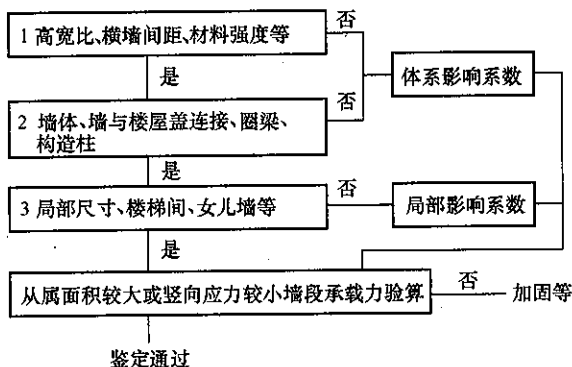 否
1 高宽比、横墙间距、材料强度等
是
体系影响系数
否
2 墙体、墙与楼屋盖连接、圈梁、
构造柱
是
否
3 局部尺寸、楼梯间、女儿墙等
局部影响系数
是
否
从属面积较大或竖向应力较小墙段承载力验算
加固等
鉴定通过